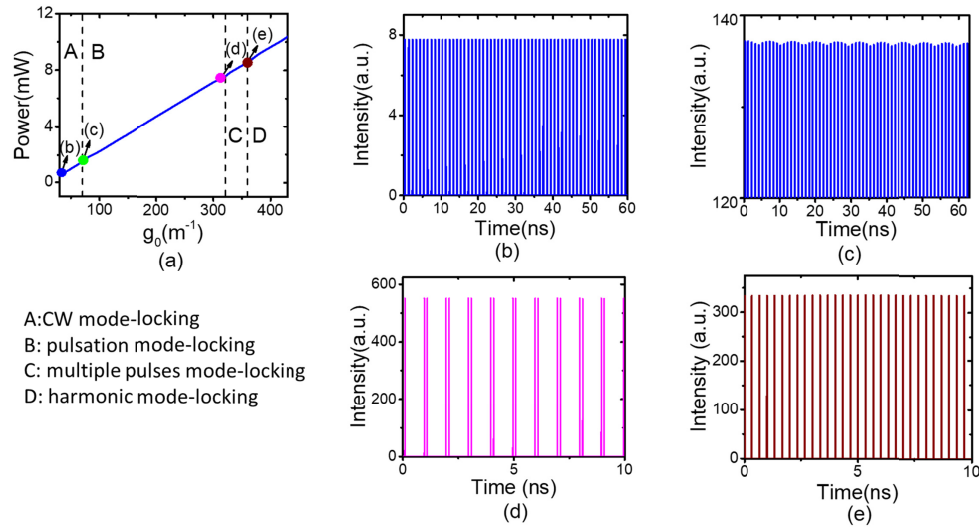 12
8
4
0
Power(mW)
A
B
C
D
(b)
(c)
(d)
(e)
100
200
300
400
g₀(m⁻¹)
(a)
8
4
0
Intensity(a.u.)
0
10
20
30
40
50
60
Time(ns)
(b)
140
130
120
Intensity(a.u.)
0
10
20
30
40
50
60
Time(ns)
(c)
A:CW mode-locking
B: pulsation mode-locking
C: multiple pulses mode-locking
D: harmonic mode-locking
600
400
200
0
Intensity(a.u.)
0
5
10
Time (ns)
(d)
300
200
100
0
Intensity (a.u.)
0
5
10
Time(ns)
(e)